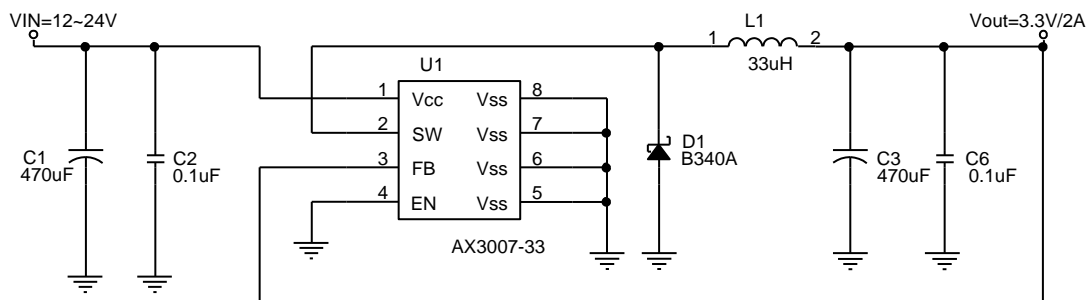 VIN=12~24V
L1
Vout=3.3V/2A
1
2
33uH
U1
1
Vcc
Vss
8
2
SW
Vss
7
3
FB
Vss
6
4
EN
Vss
5
C1
470uF
C2
0.1uF
D1
B340A
C3
470uF
C6
0.1uF
AX3007-33